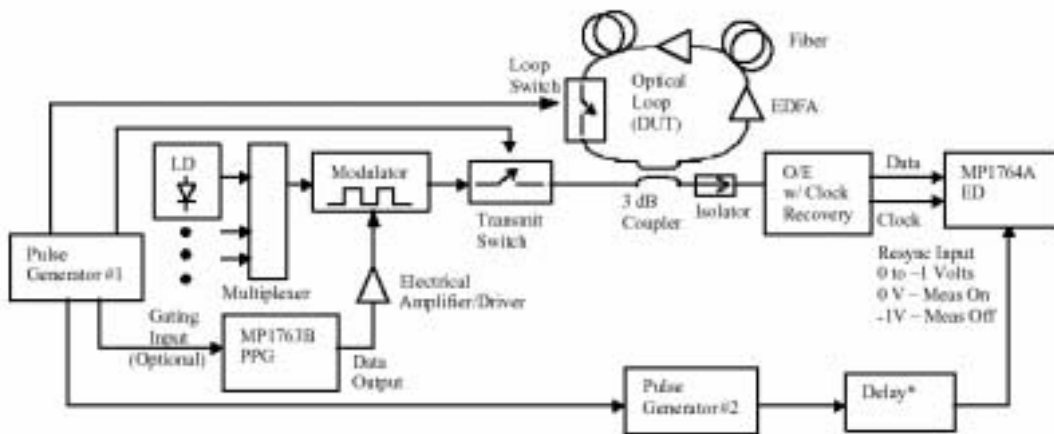 Fiber
Loop
Switch
Optical
Loop
(DUT)
EDFA
LD
Modulator
Transmit
Switch
3 dB
Coupler
Isolator
O/E
w/ Clock
Recovery
Data
Clock
MP1764A
ED
Pulse
Generator #1
Multiplexer
Electrical
Amplifier/Driver
Resync Input
0 to –1 Volts
0 V – Meas On
-1V – Meas Off
Gating
Input
(Optional)
MP1763B
PPG
Data
Output
Pulse
Generator #2
Delay*